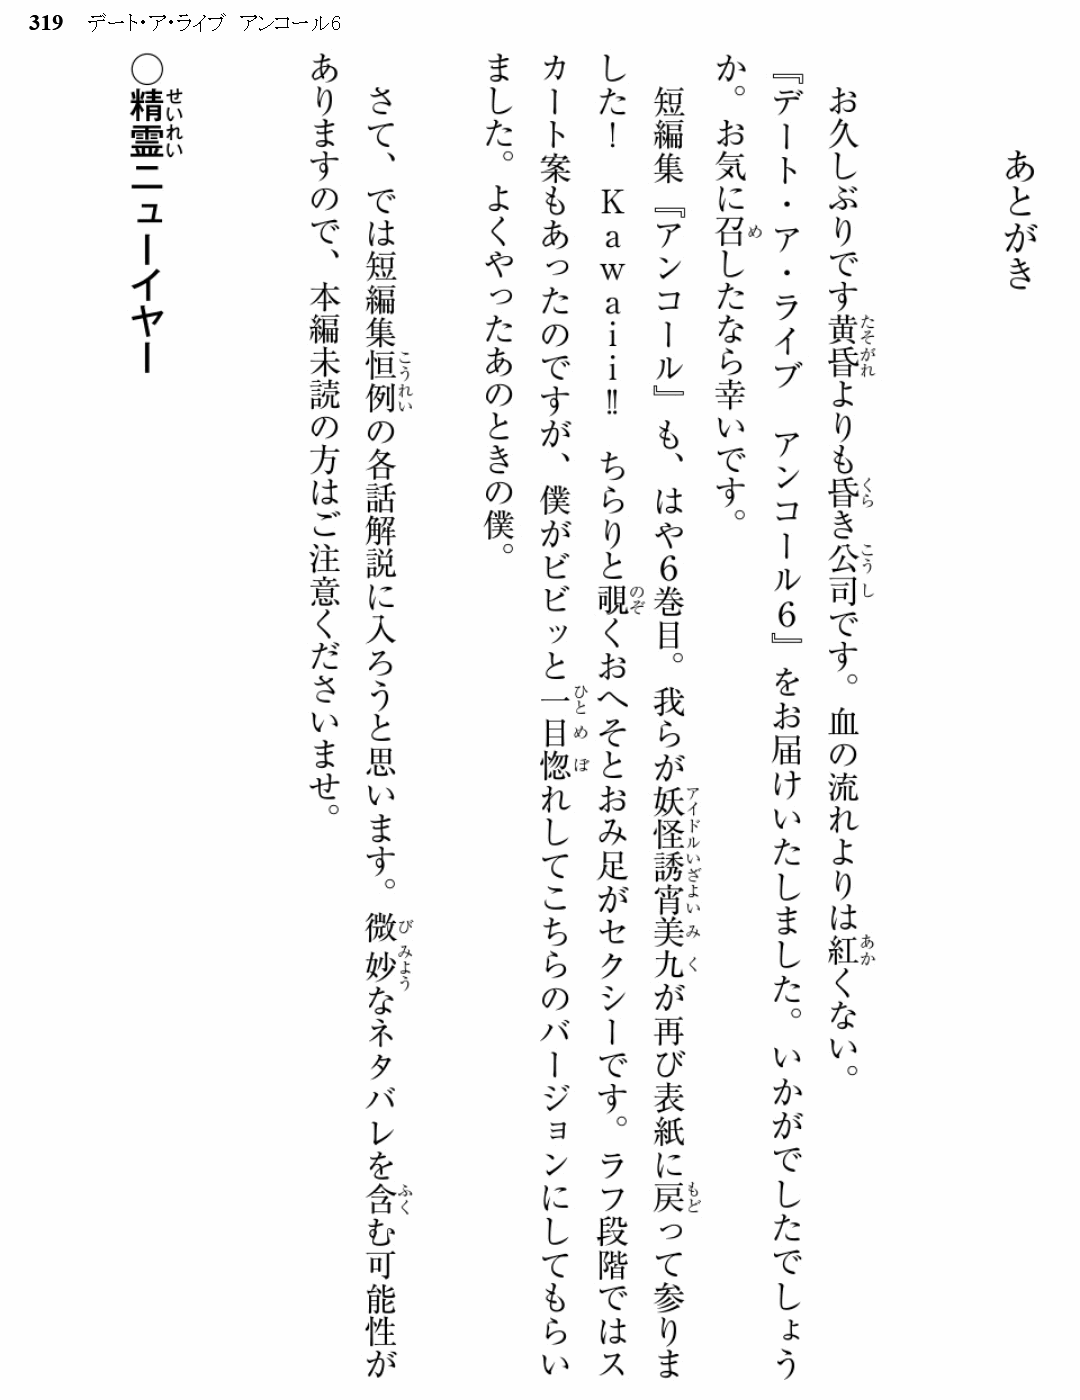 319 デート・ア・ライブ アンコール6
あとがき
お久しぶりです黄昏よりも昏き公司です。血の流れよりは紅くない。
『デート・ア・ライブ アンコール6』をお届けいたしました。いかがでしたでしょう
か。お気に召したなら幸いです。
短編集『アンコール』も、はや6巻目。我らが妖怪誘宵美九が再び表紙に戻って参りま
した! Kawaii!! ちらりと覗くおへそとおみ足がセクシーです。ラフ段階ではス
カート案もあったのですが、僕がビビッと一目惚れしてこちらのバージョンにしてもらい
ました。よくやったあのときの僕。
さて、では短編集恒例の各話解説に入ろうと思います。微妙なネタバレを含む可能性が
ありますので、本編未読の方はご注意くださいませ。
○精霊ニューイヤー